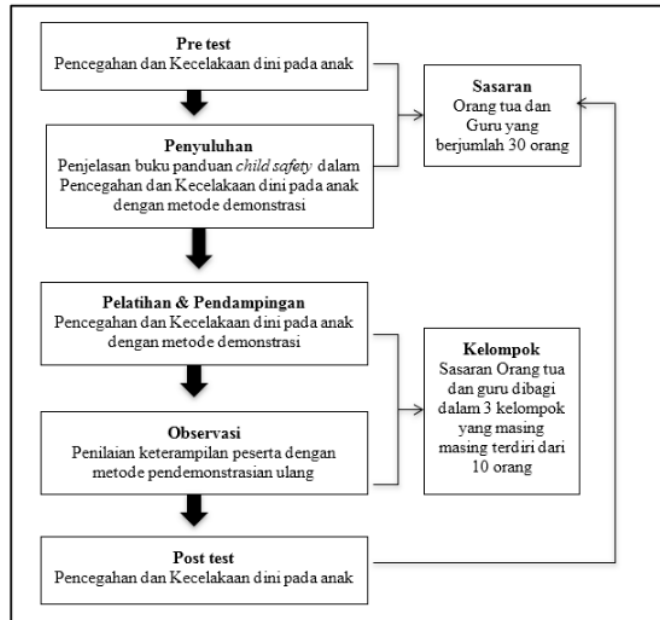 Pre test
Pencegahan dan Kecelakaan dini pada anak
Sasaran
Orang tua dan
Guru yang
berjumlah 30 orang
Penyuluhan
Penjelasan buku panduan child safety dalam
Pencegahan dan Kecelakaan dini pada anak
dengan metode demonstrasi
Pelatihan & Pendampingan
Pencegahan dan Kecelakaan dini pada anak
dengan metode demonstrasi
Kelompok
Sasaran Orang tua
dan guru dibagi
dalam 3 kelompok
yang masing
masing terdiri dari
10 orang
Observasi
Penilaian keterampilan peserta dengan
metode pendemonstrasian ulang
Post test
Pencegahan dan Kecelakaan dini pada anak